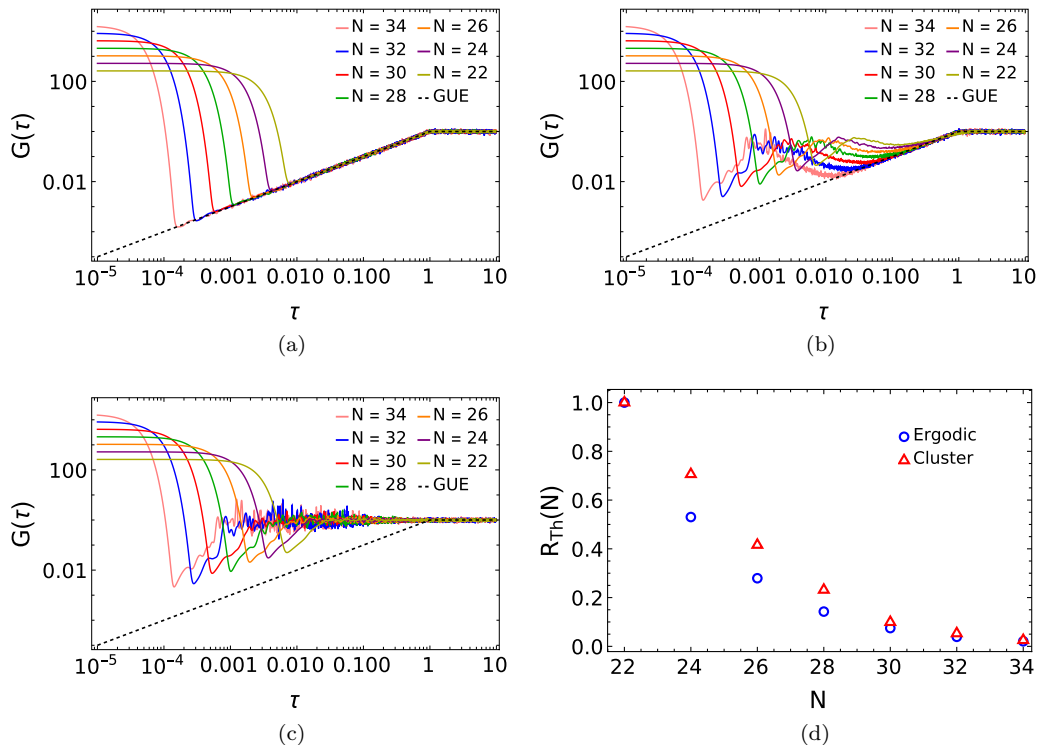 N = 34 N = 26
N = 32 N = 24
N = 30 N = 22
N = 28 GUE
G(τ)
100
0.01
10⁻⁵ 10⁻⁴ 0.001 0.010 0.100 1 10
τ
(a)
N = 34 N = 26
N = 32 N = 24
N = 30 N = 22
N = 28 GUE
G(τ)
100
0.01
10⁻⁵ 10⁻⁴ 0.001 0.010 0.100 1 10
τ
(b)
N = 34 N = 26
N = 32 N = 24
N = 30 N = 22
N = 28 GUE
G(τ)
100
0.01
10⁻⁵ 10⁻⁴ 0.001 0.010 0.100 1 10
τ
(c)
Ergodic
Cluster
R_Th(N)
1.0
0.8
0.6
0.4
0.2
0.0
22 24 26 28 30 32 34
N
(d)